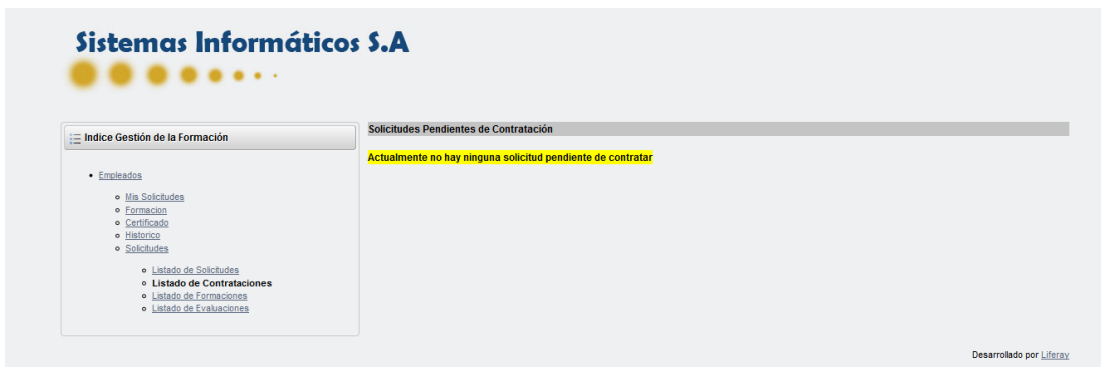 Sistemas Informáticos S.A
Indice Gestión de la Formación
Empleados
Mis Solicitudes
Formacion
Certificado
Historico
Solicitudes
Listado de Solicitudes
Listado de Contrataciones
Listado de Formaciones
Listado de Evaluaciones
Solicitudes Pendientes de Contratación
Actualmente no hay ninguna solicitud pendiente de contratar
Desarrollado por Liferay